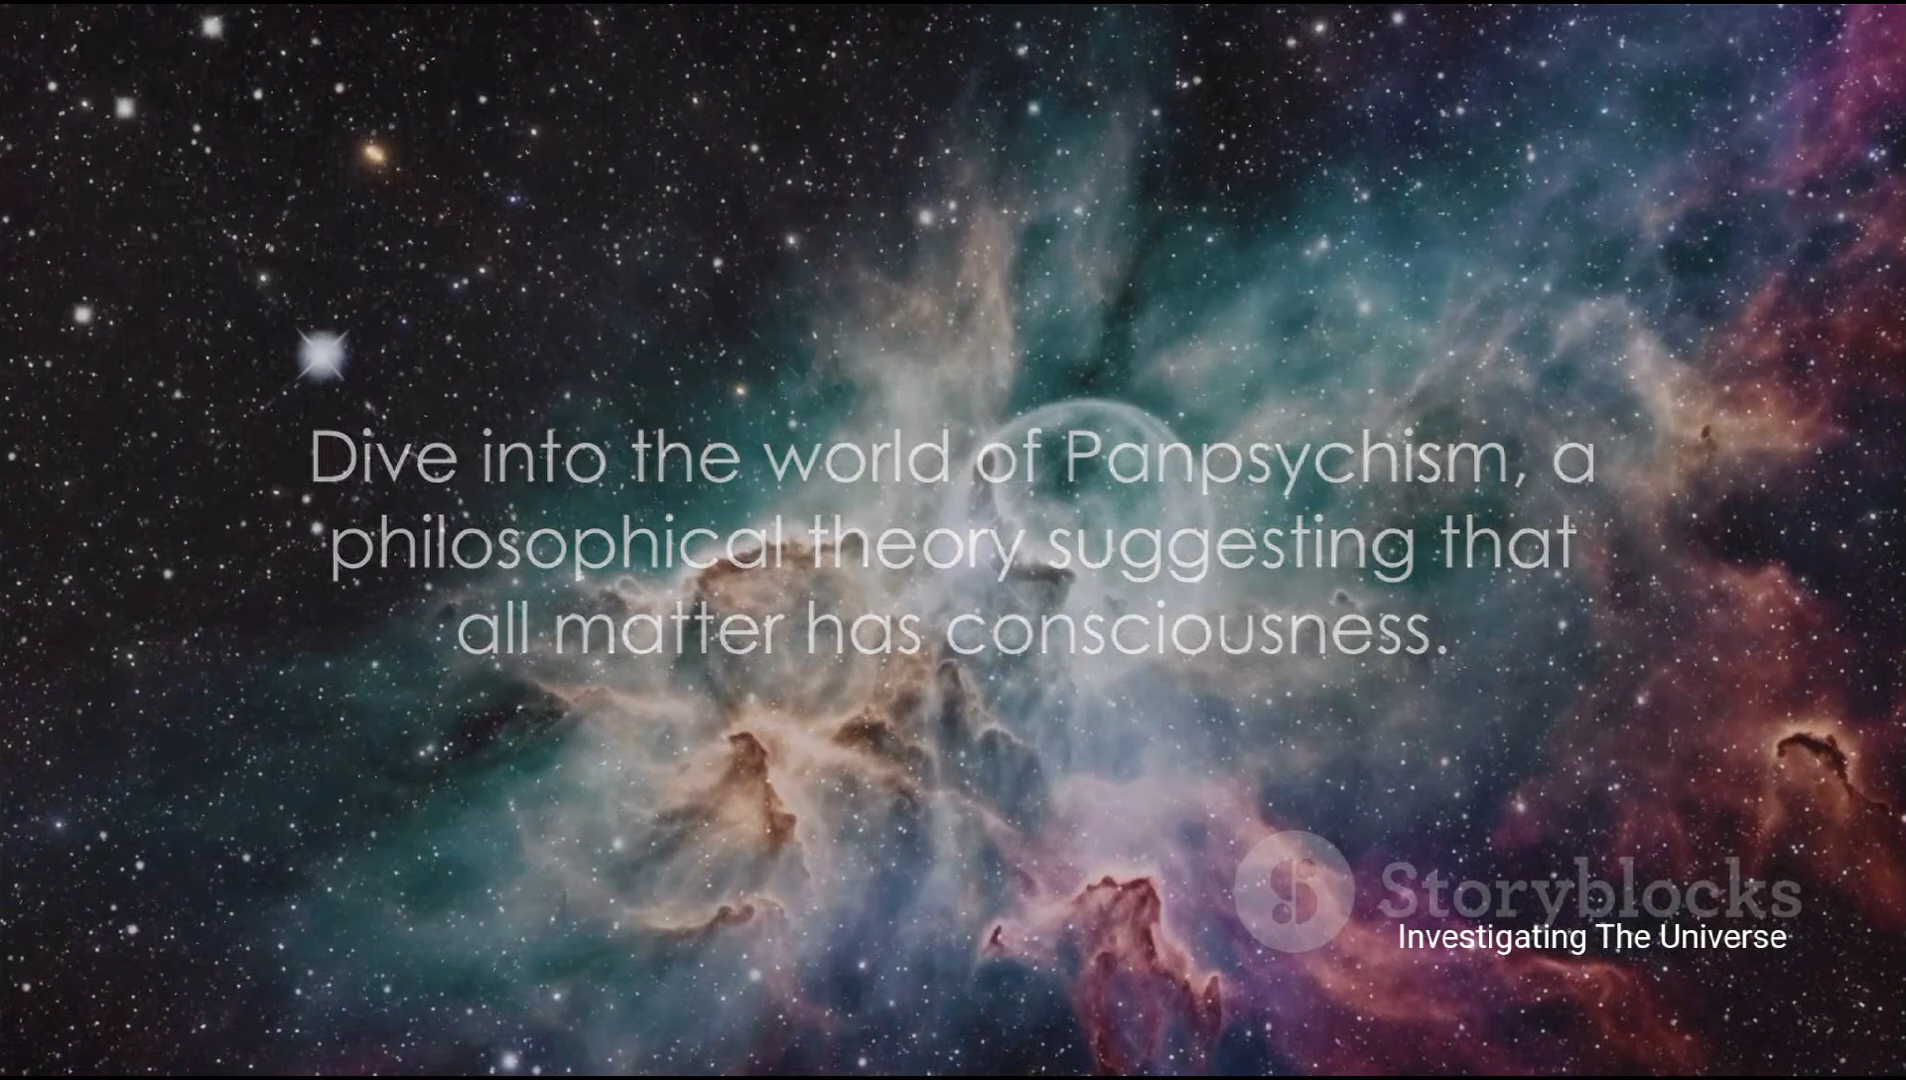 Dive into the world of Panpsychism, a
philosophical theory suggesting that
all matter has consciousness.
Storyblocks
Investigating The Universe